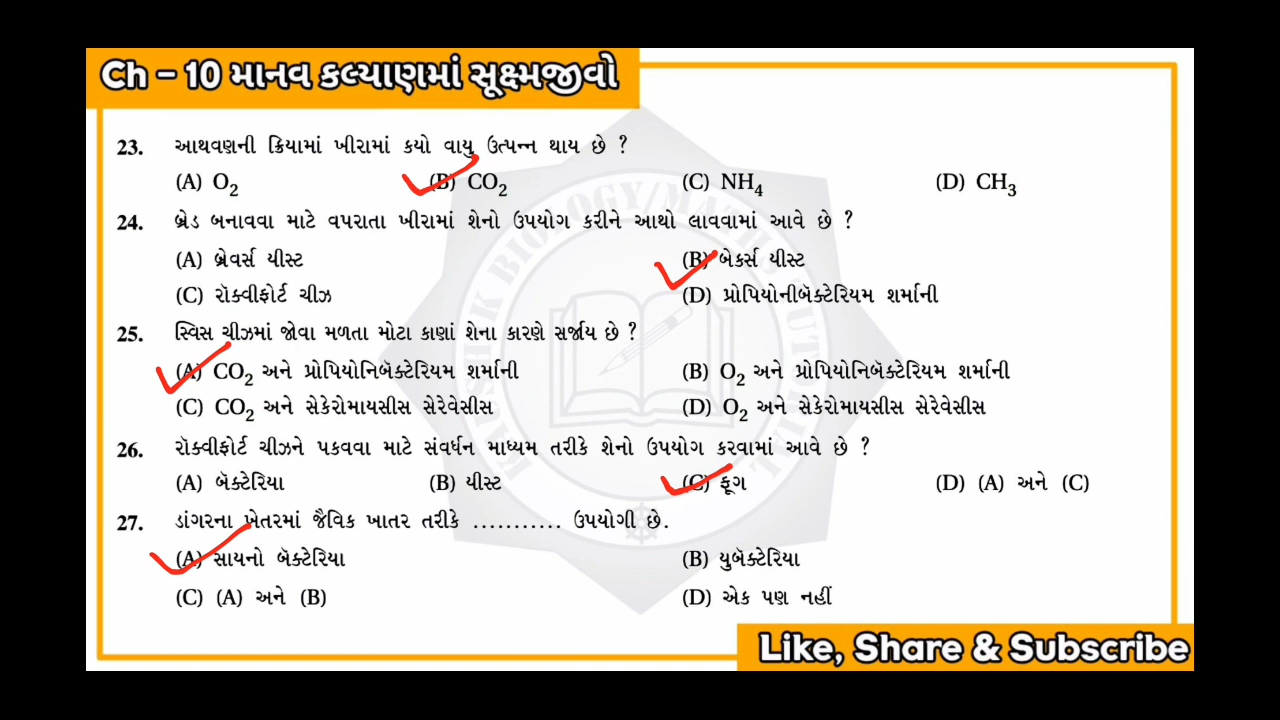 Ch – 10 માનવ કલ્યાણમાં સૂક્ષ્મજીવો
23. આથવણની ક્રિયામાં ખીરામાં કયો વાયુ ઉત્પન્ન થાય છે ?
(A) O2 (B) CO2 (C) NH4 (D) CH3
24. બ્રેડ બનાવવા માટે વપરાતા ખીરામાં શેનો ઉપયોગ કરીને આથો લાવવામાં આવે છે ?
(A) બ્રેવર્સ યીસ્ટ (B) બેકર્સ યીસ્ટ
(C) રૉક્વીફોર્ટ ચીઝ (D) પ્રોપિયોનીબૅક્ટેરિયમ શર્માની
25. સ્વિસ ચીઝમાં જોવા મળતા મોટા કાણાં શેના કારણે સર્જાય છે ?
(A) CO2 અને પ્રોપિયોનિબૅક્ટેરિયમ શર્માની (B) O2 અને પ્રોપિયોનિબૅક્ટેરિયમ શર્માની
(C) CO2 અને સેકેરોમાયસીસ સેરેવેસીસ (D) O2 અને સેકેરોમાયસીસ સેરેવેસીસ
26. રૉક્વીફોર્ટ ચીઝને પકવવા માટે સંવર્ધન માધ્યમ તરીકે શેનો ઉપયોગ કરવામાં આવે છે ?
(A) બૅક્ટેરિયા (B) યીસ્ટ (C) ફૂગ (D) (A) અને (C)
27. ડાંગરના ખેતરમાં જૈવિક ખાતર તરીકે ........... ઉપયોગી છે.
(A) સાયનો બૅક્ટેરિયા (B) યુબૅક્ટેરિયા
(C) (A) અને (B) (D) એક પણ નહીં
Like, Share & Subscribe